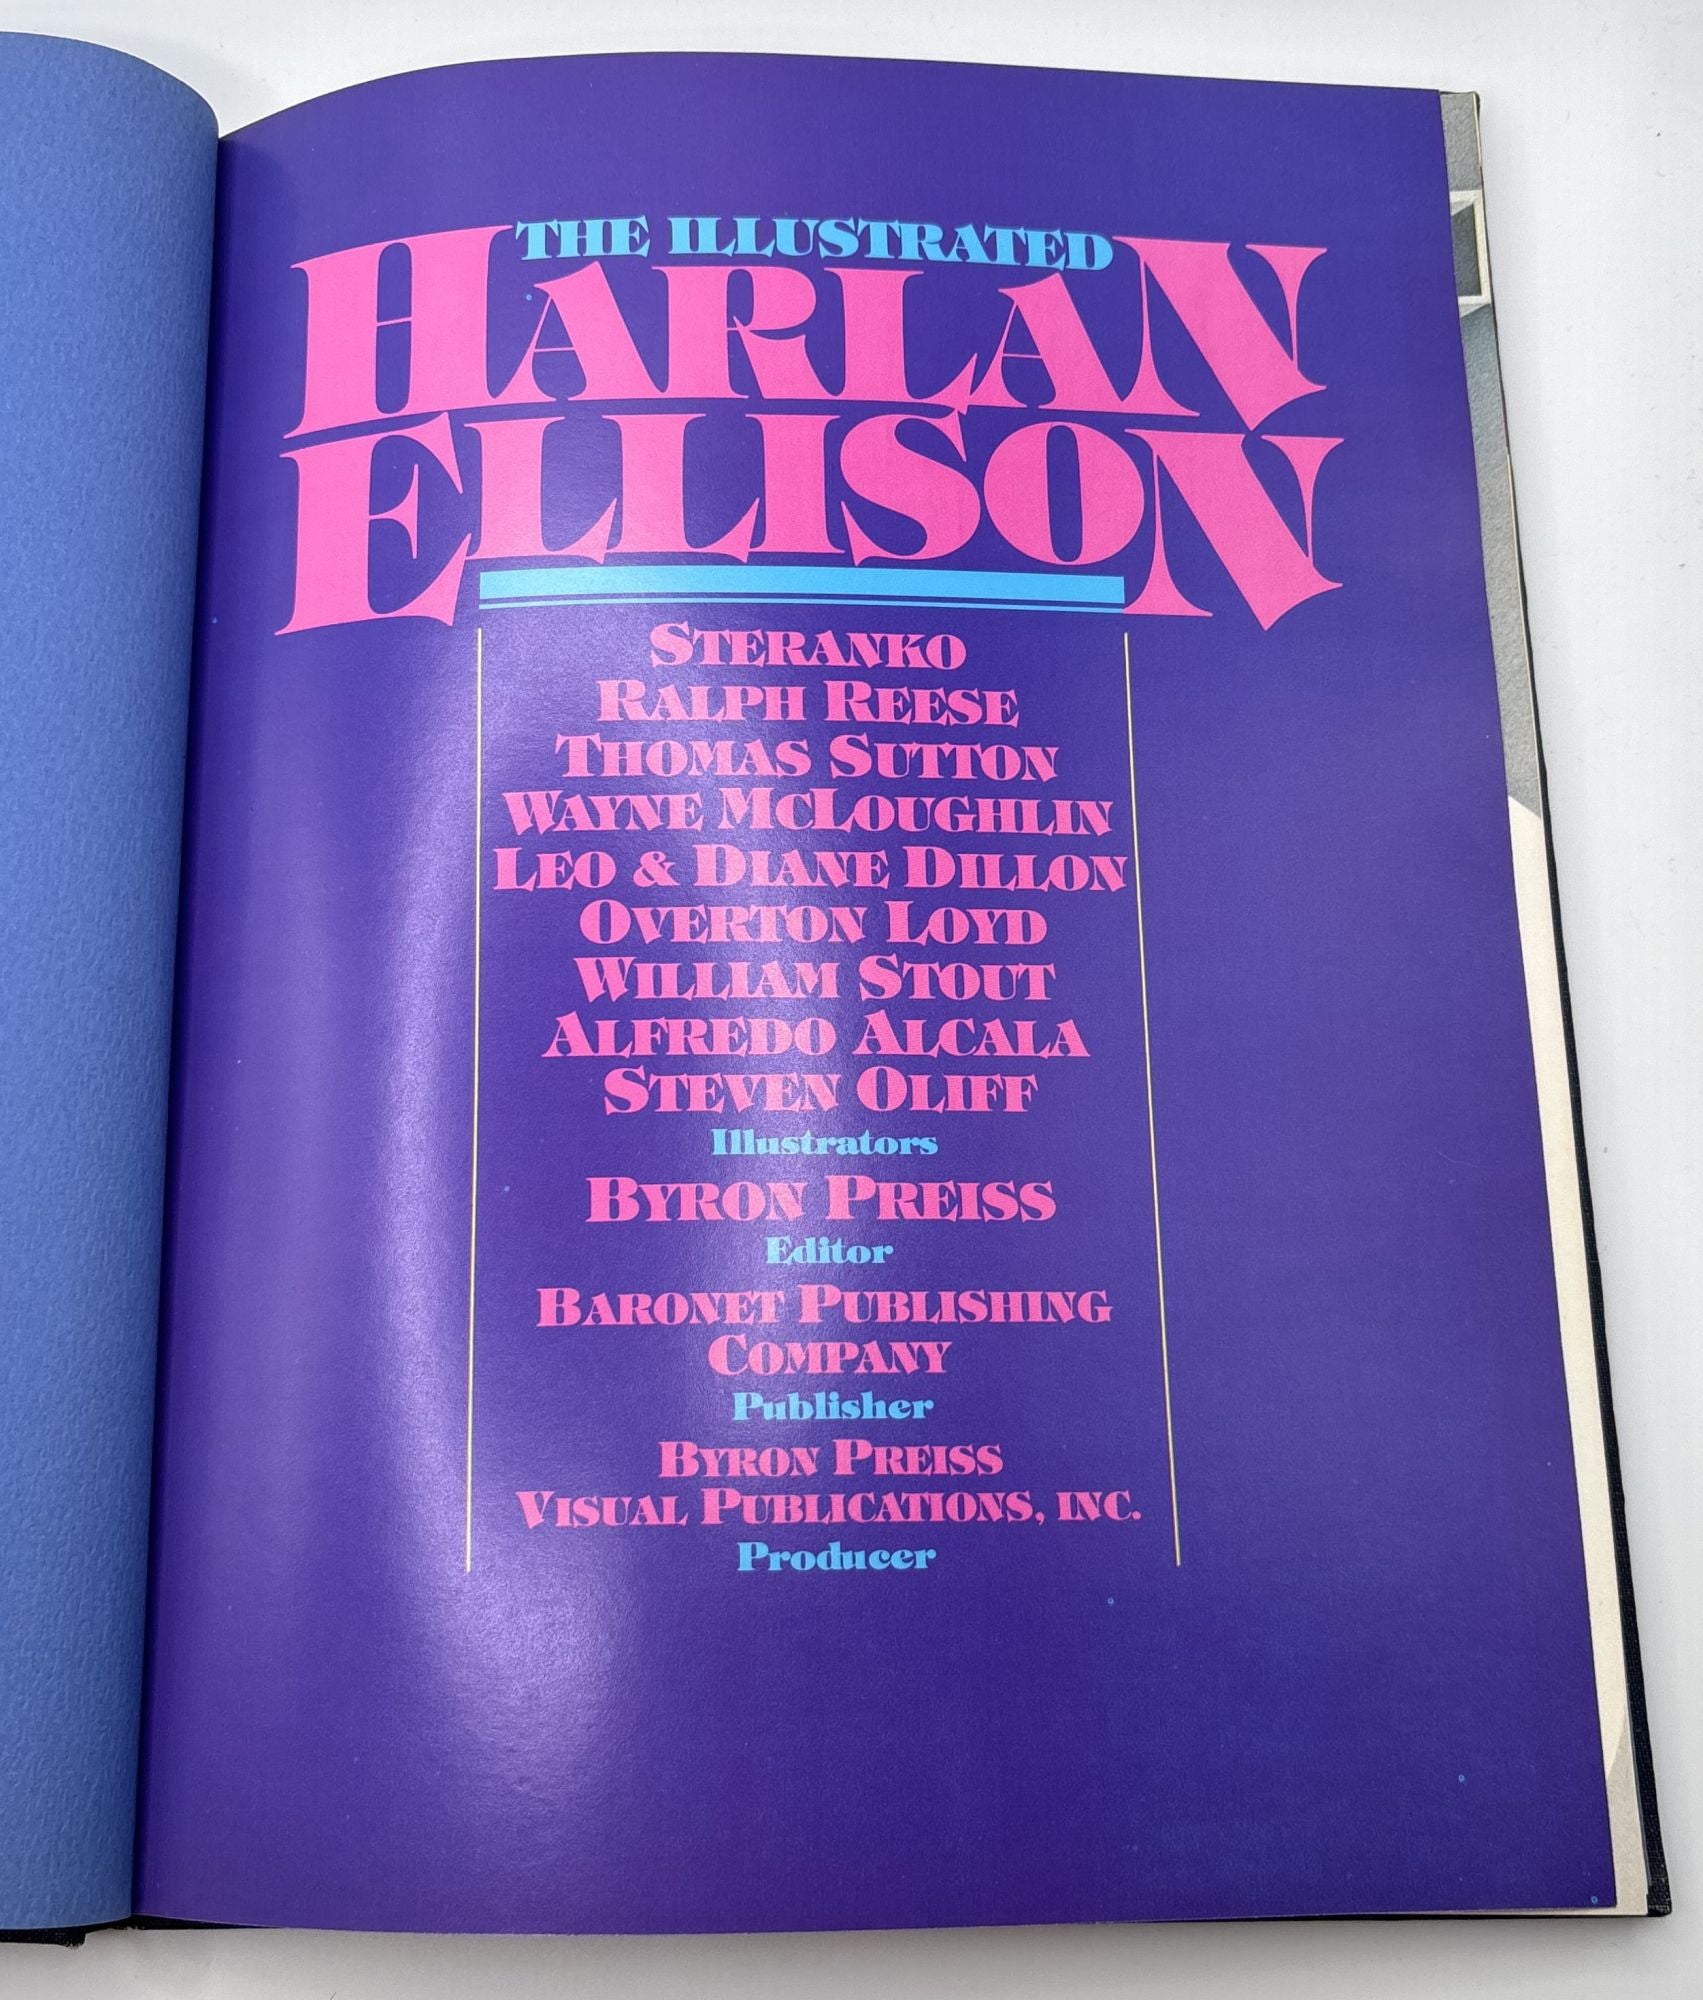 THE ILLUSTRATED
HARLAN
ELLISON
STERANKO
RALPH REESE
THOMAS SUTTON
WAYNE MCLOUGHLIN
LEO & DIANE DILLON
OVERTON LOYD
WILLIAM STOUT
ALFREDO ALCALA
STEVEN OLIFF
Illustrators
BYRON PREISS
Editor
BARONET PUBLISHING
COMPANY
Publisher
BYRON PREISS
VISUAL PUBLICATIONS, INC.
Producer